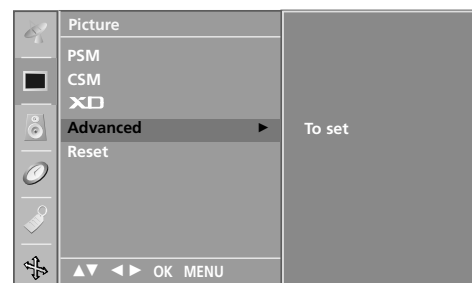 Picture
PSM
CSM
XD
Advanced ► To set
Reset
▲▼ ◄► OK MENU